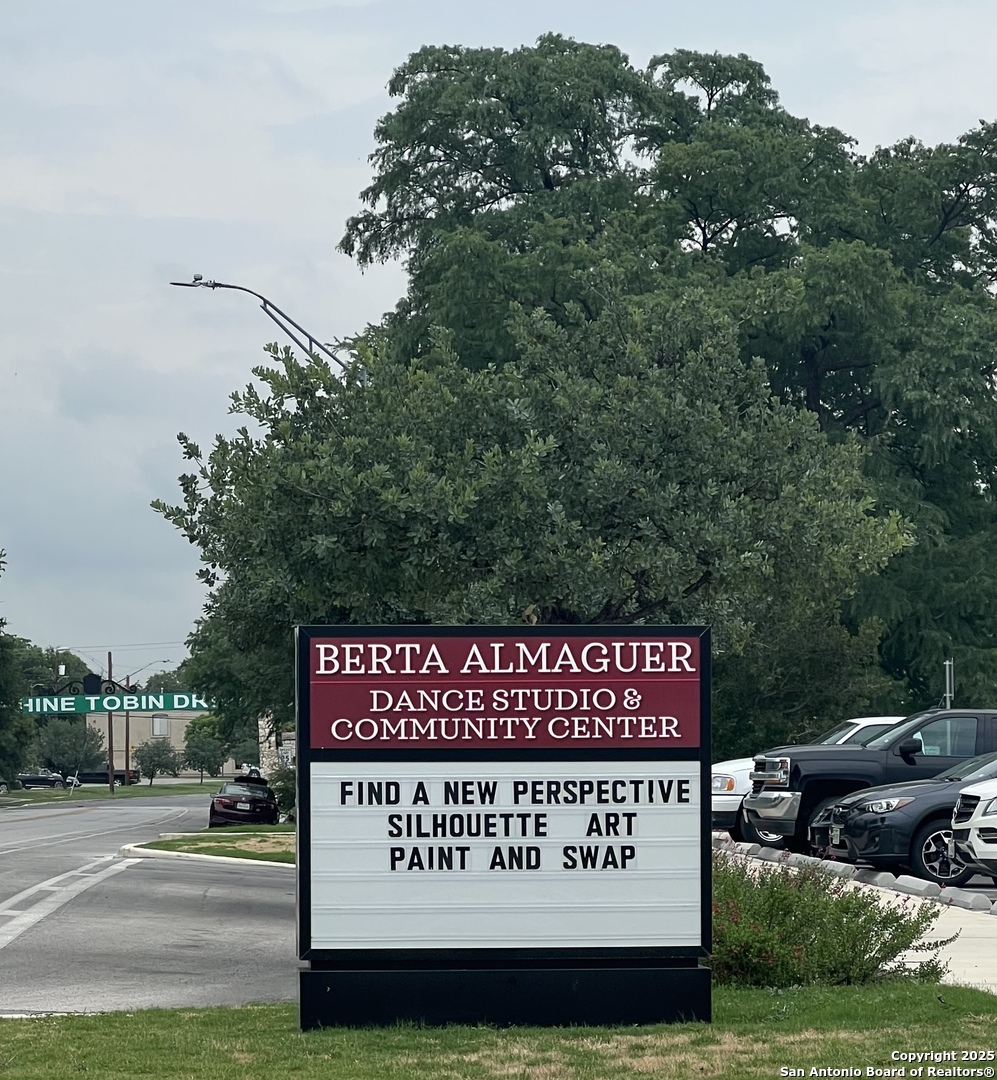 HINE TOBIN DR
BERTA ALMAGUER
DANCE STUDIO &
COMMUNITY CENTER
FIND A NEW PERSPECTIVE
SILHOUETTE ART
PAINT AND SWAP
Copyright © 2025
San Antonio Board of Realtors®